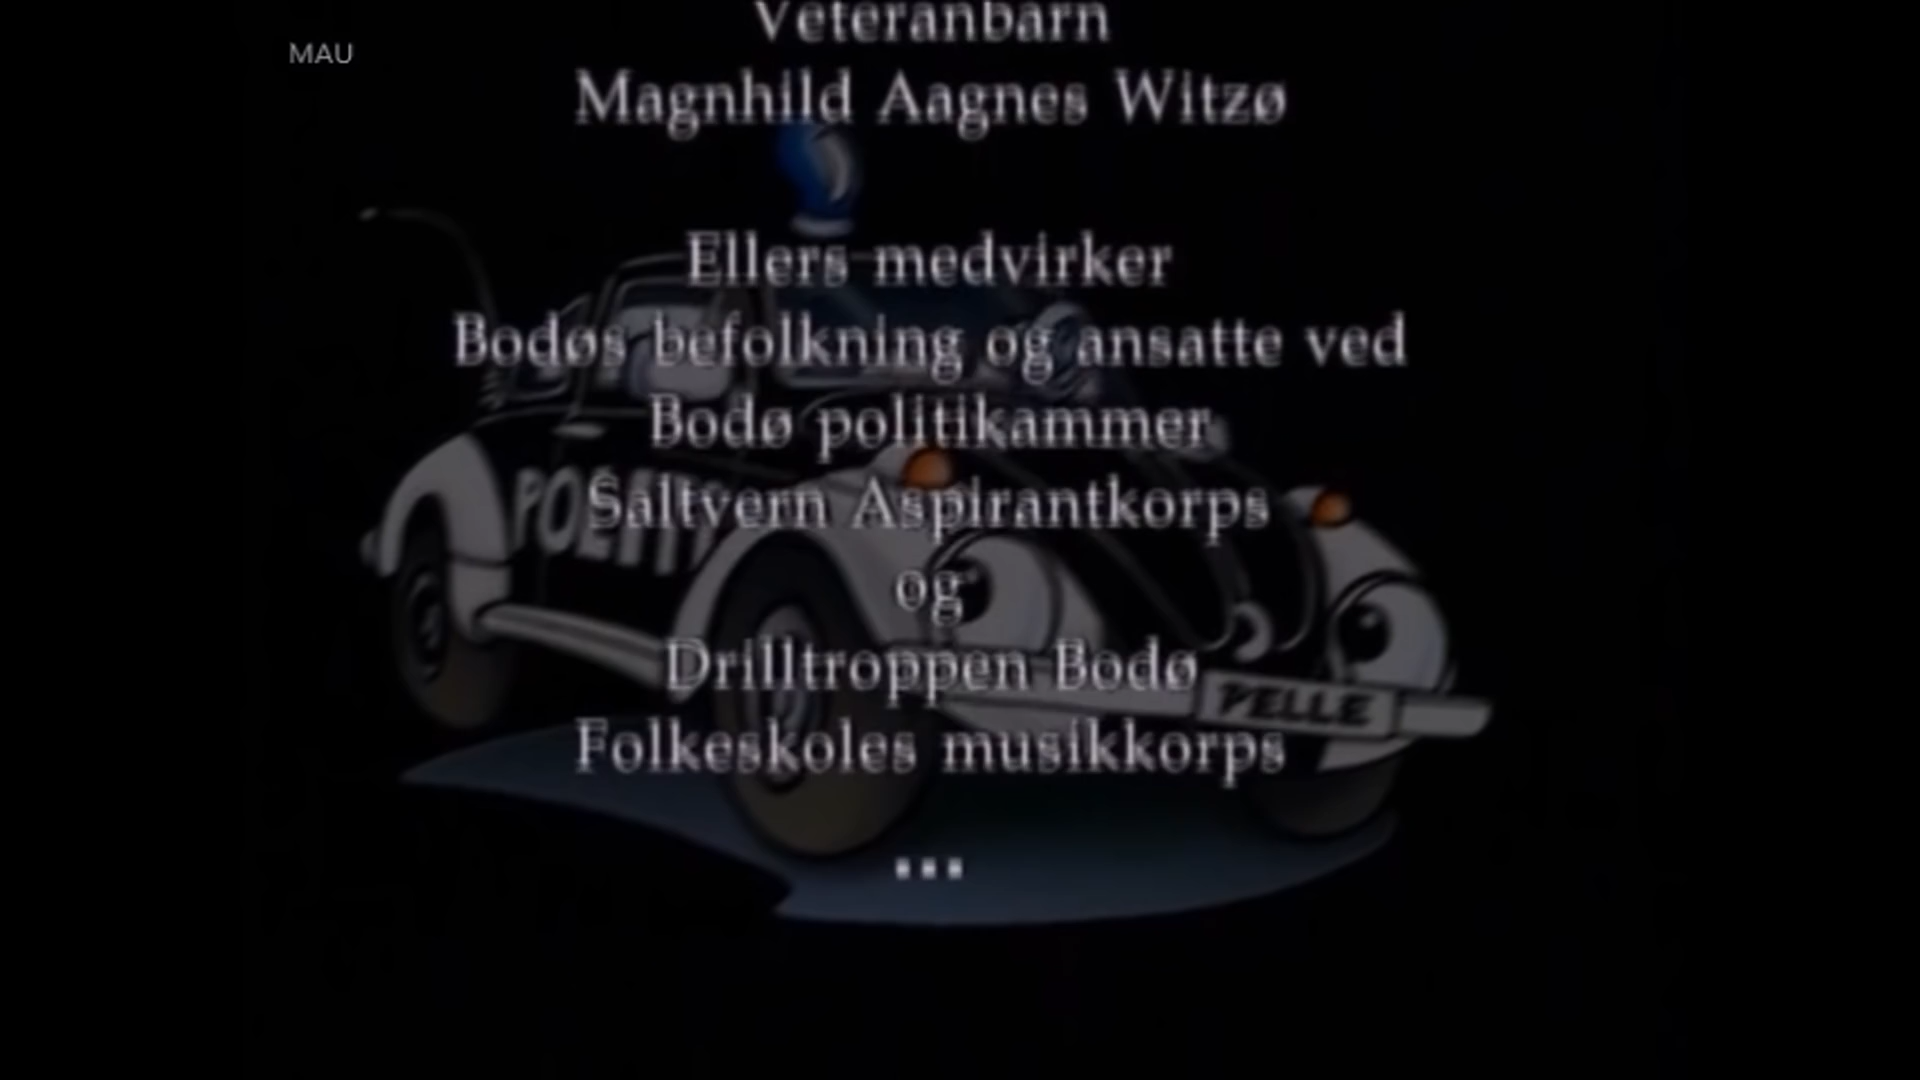 Veteranbarn
MAU
Magnhild Aagnes Witzø
Ellers medvirker
Bodøs befolkning og ansatte ved
Bodø politikammer
Saltvern Aspirantkorps
og
Drilltroppen Bodø
Folkeskoles musikkorps
...
POLITI
PELLE